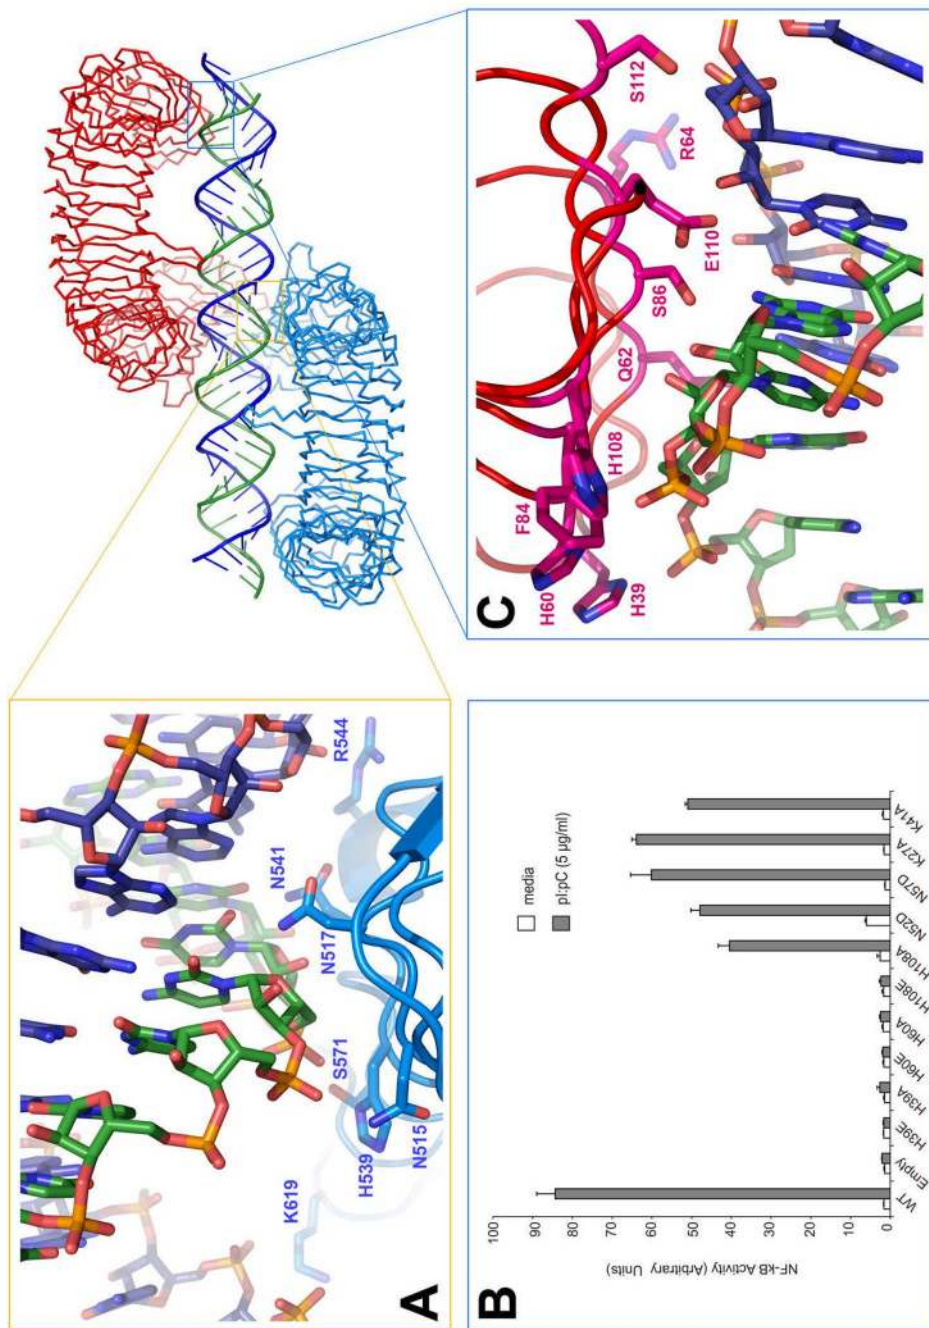 A
K619
H539
N515
S571
N517
N541
R544
B
NF-kB Activity (Arbitrary Units)
100
90
80
70
60
50
40
30
20
10
0
media
pI:pC (5 µg/ml)
WT
Empty
H39E
H39A
H60E
H60A
H108E
H108A
N52D
N57D
K27A
K41A
C
H60
H39
F84
H108
Q62
S86
E110
R64
S112